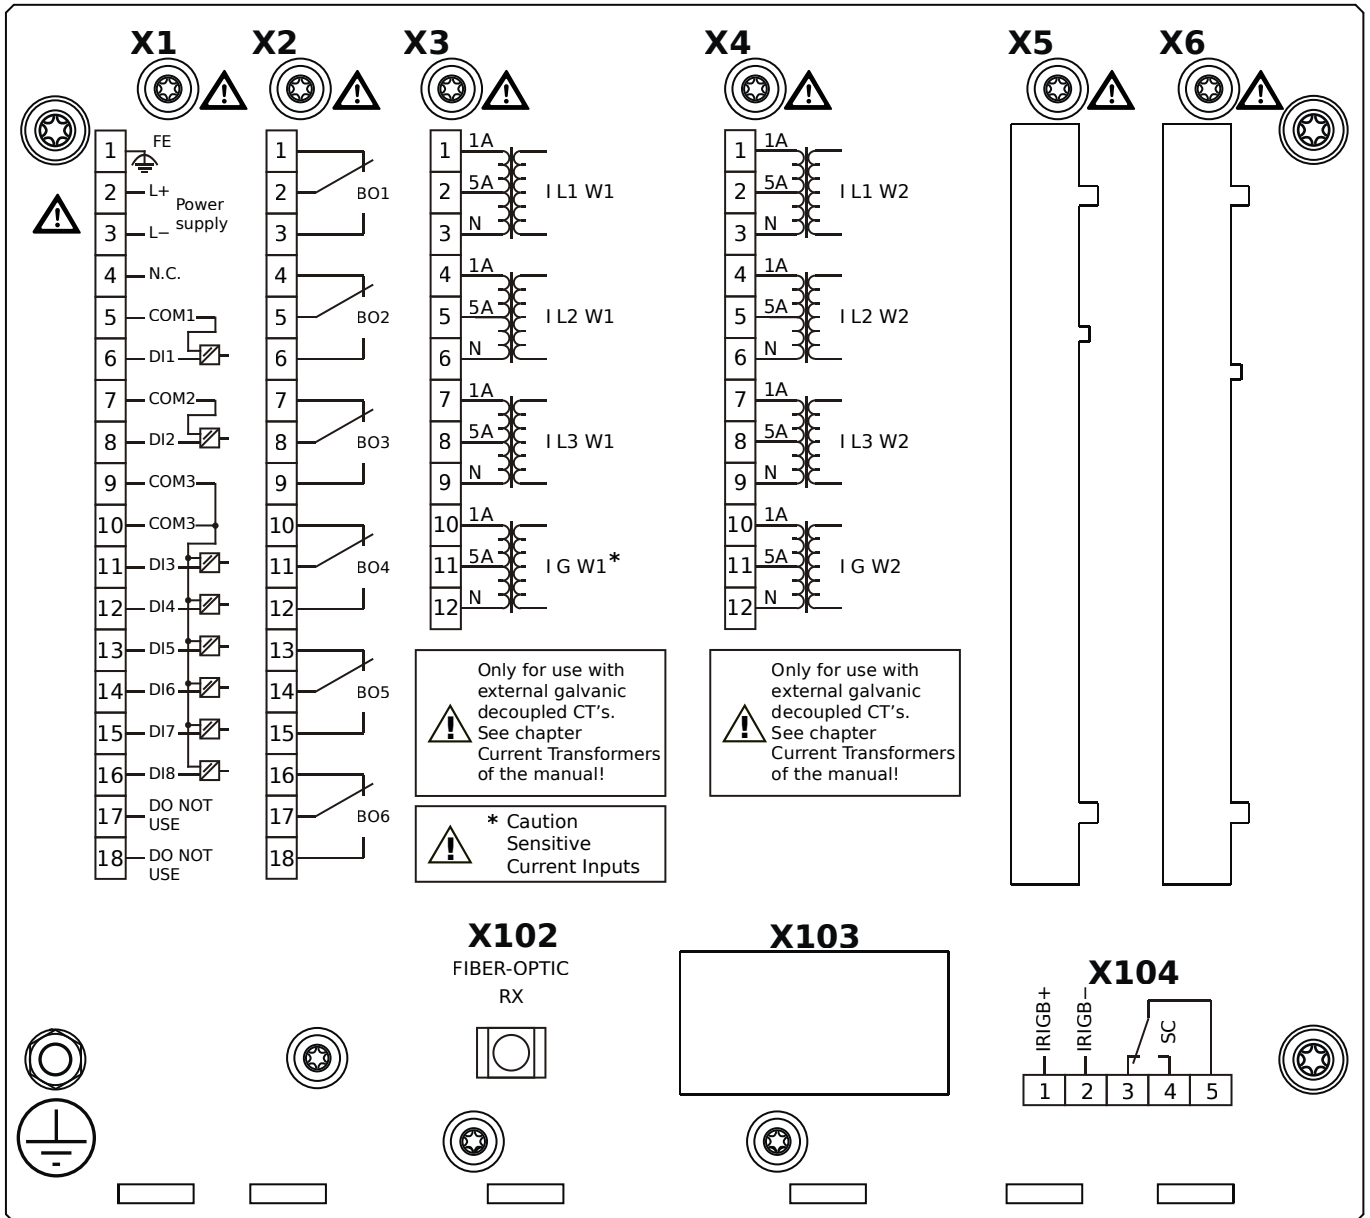 X1 X2 X3 X4 X5 X6
1 FE
2 L+
Power
supply
3 L−
4 N.C.
5 COM1
6 DI1
7 COM2
8 DI2
9 COM3
10 COM3
11 DI3
12 DI4
13 DI5
14 DI6
15 DI7
16 DI8
17 DO NOT
USE
18 DO NOT
USE
1
2 BO1
3
4
5 BO2
6
7
8 BO3
9
10
11 BO4
12
13
14 BO5
15
16
17 BO6
18
1 1A
2 5A I L1 W1
3 N
4 1A
5 5A I L2 W1
6 N
7 1A
8 5A I L3 W1
9 N
10 1A
11 5A I G W1*
12 N
Only for use with
external galvanic
decoupled CT's.
See chapter
Current Transformers
of the manual!
* Caution
Sensitive
Current Inputs
1 1A
2 5A I L1 W2
3 N
4 1A
5 5A I L2 W2
6 N
7 1A
8 5A I L3 W2
9 N
10 1A
11 5A I G W2
12 N
Only for use with
external galvanic
decoupled CT's.
See chapter
Current Transformers
of the manual!
X102
FIBER-OPTIC
RX
X103
X104
IRIGB+
IRIGB−
SC
1 2 3 4 5